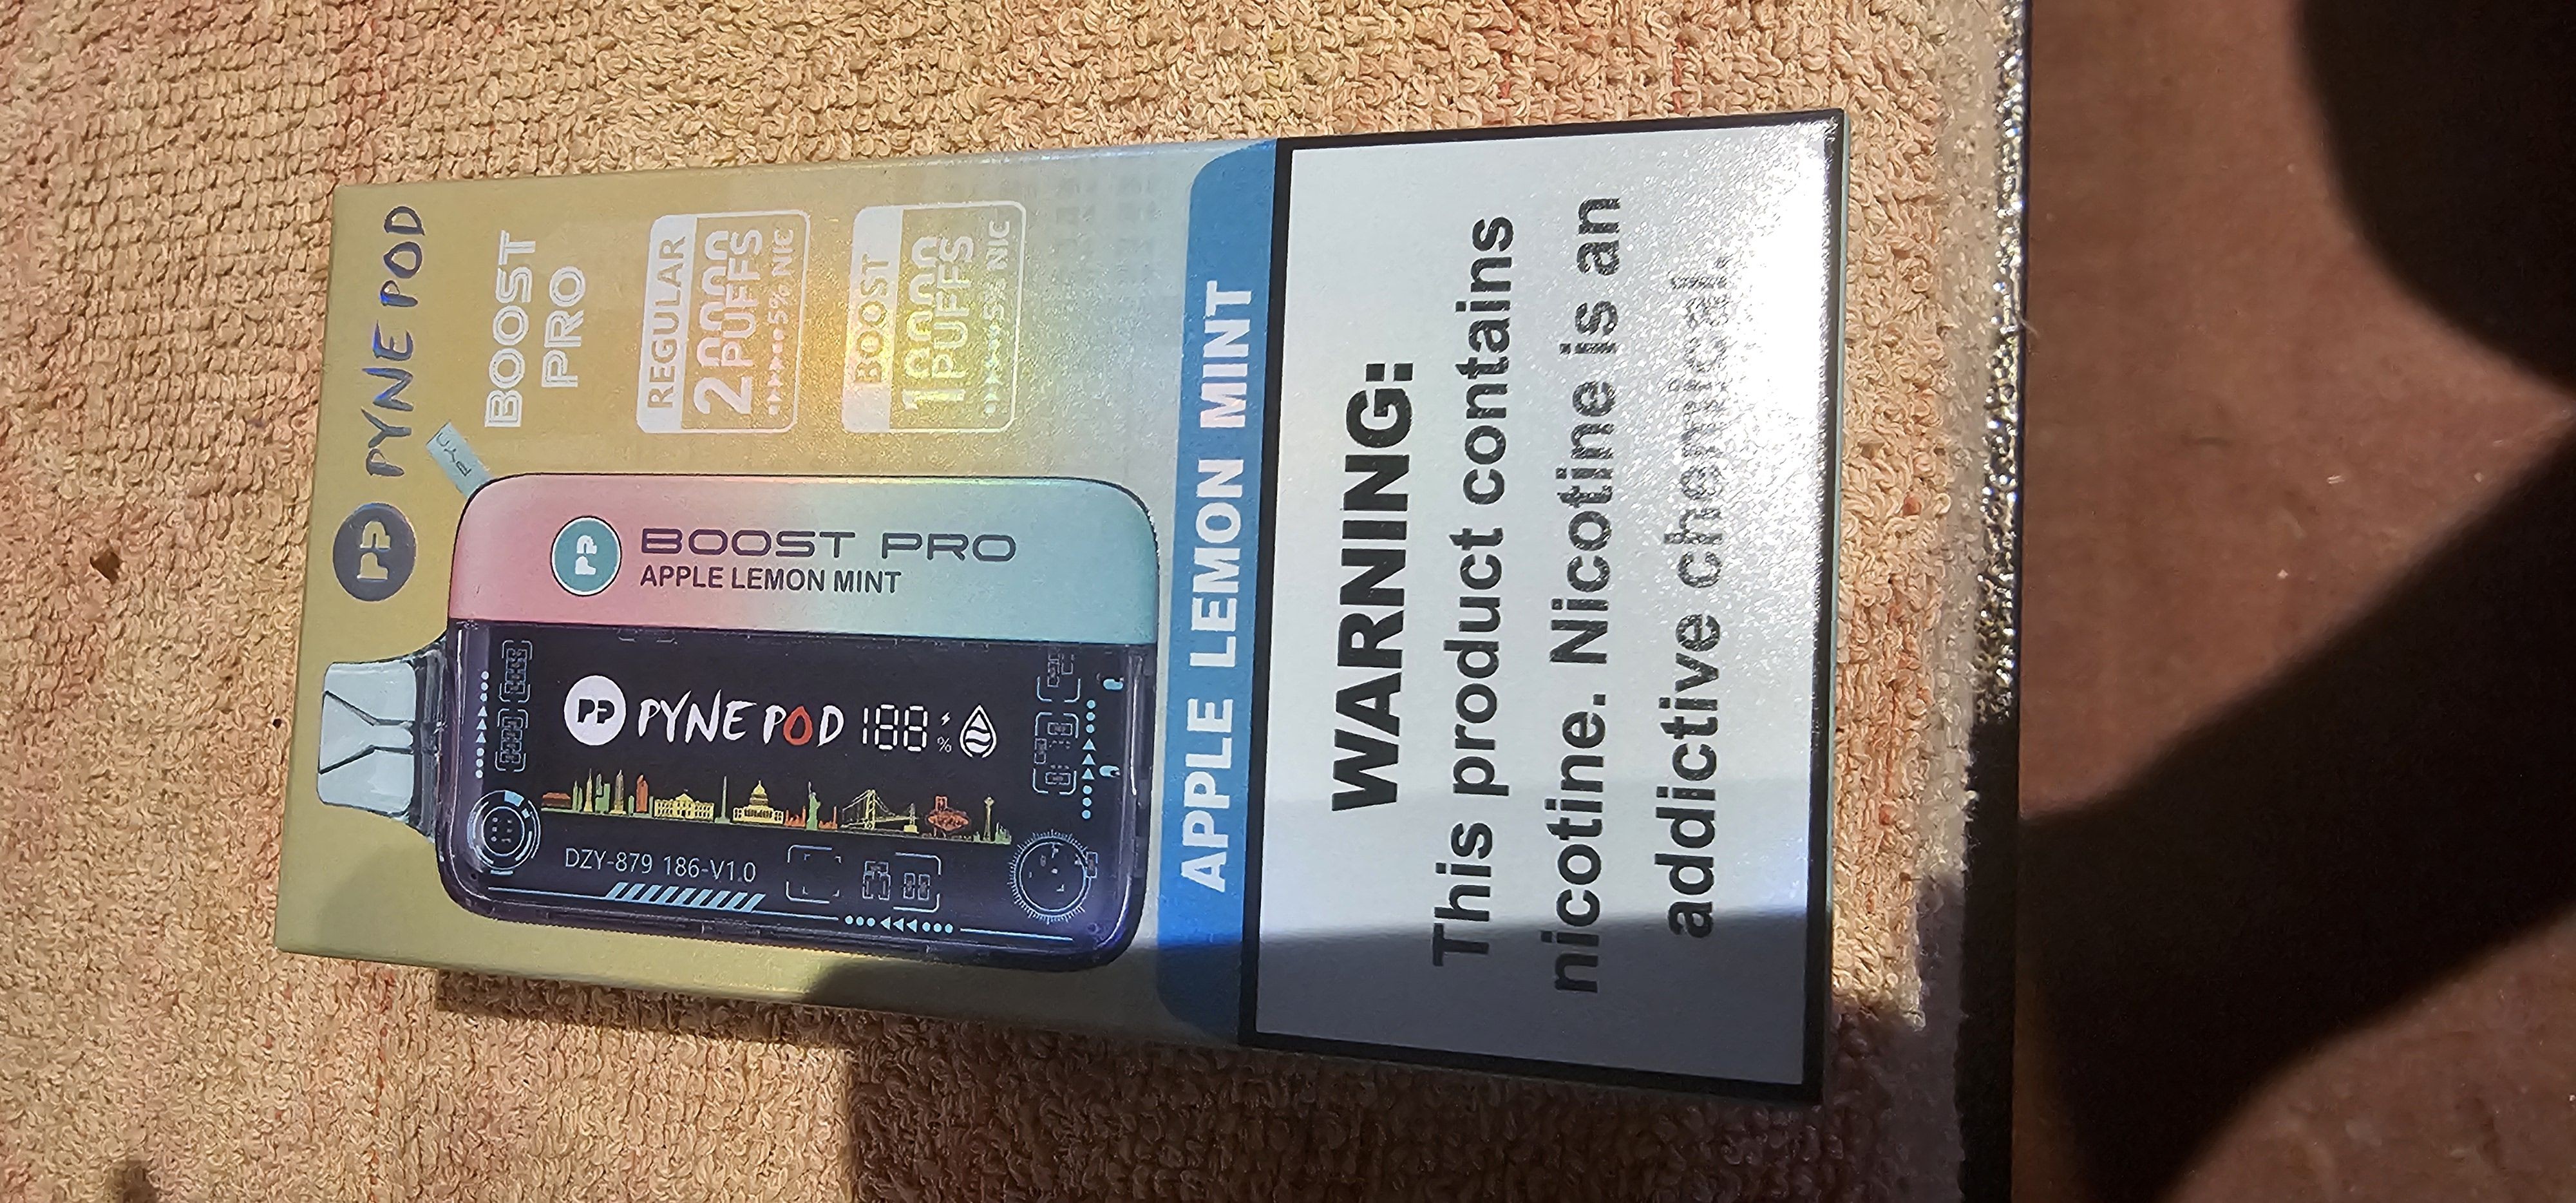 PYNE POD
BOOST
PRO
REGULAR
20000
PUFFS
5% NIC
BOOST
10000
PUFFS
5% NIC
BOOST PRO
APPLE LEMON MINT
PYNE POD 188 %
DZY-879 186-V1.0
APPLE LEMON MINT
WARNING:
This product contains
nicotine. Nicotine is an
addictive chemical.